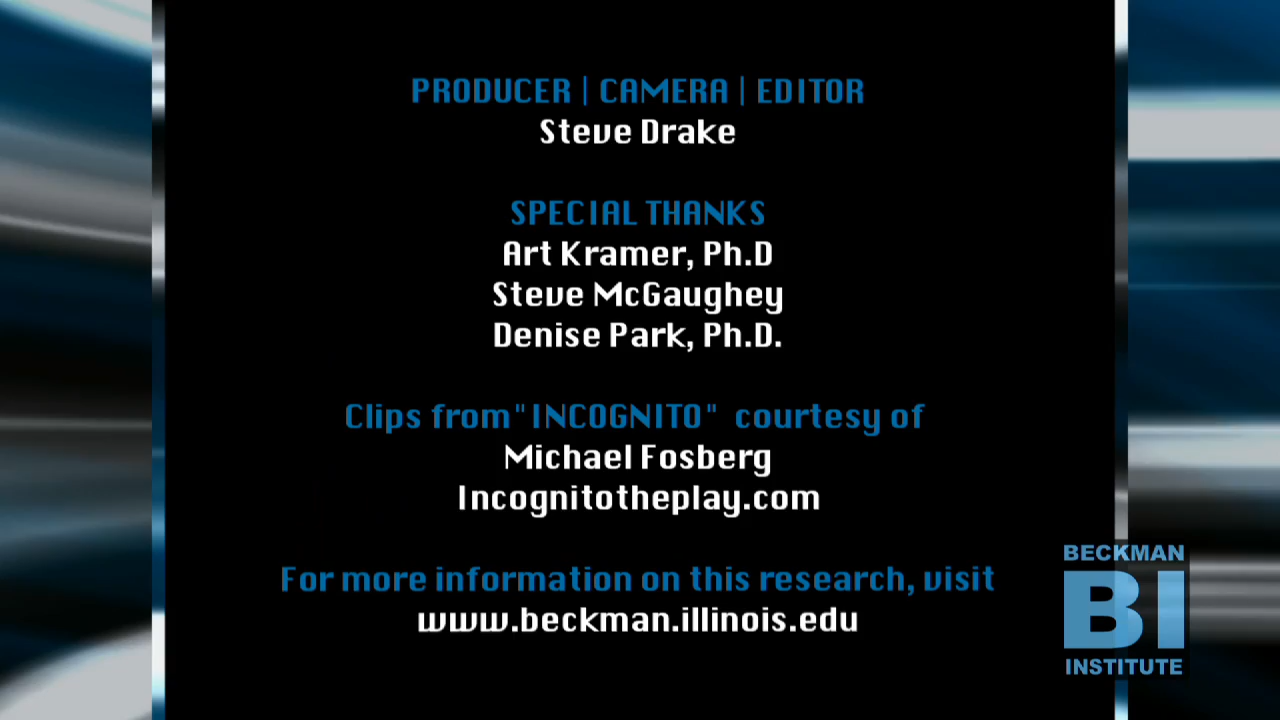 PRODUCER | CAMERA | EDITOR
Steve Drake
SPECIAL THANKS
Art Kramer, Ph.D
Steve McGaughey
Denise Park, Ph.D.
Clips from "INCOGNITO" courtesy of
Michael Fosberg
Incognitotheplay.com
For more information on this research, visit
www.beckman.illinois.edu
BECKMAN
BI
INSTITUTE